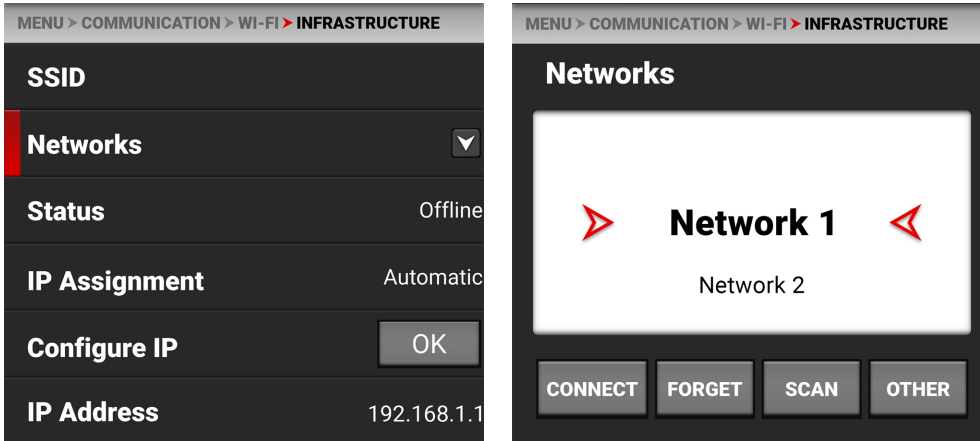 MENU > COMMUNICATION > WI-FI > INFRASTRUCTURE
SSID
Networks
Status Offline
IP Assignment Automatic
Configure IP OK
IP Address 192.168.1.1
MENU > COMMUNICATION > WI-FI > INFRASTRUCTURE
Networks
Network 1
Network 2
CONNECT FORGET SCAN OTHER